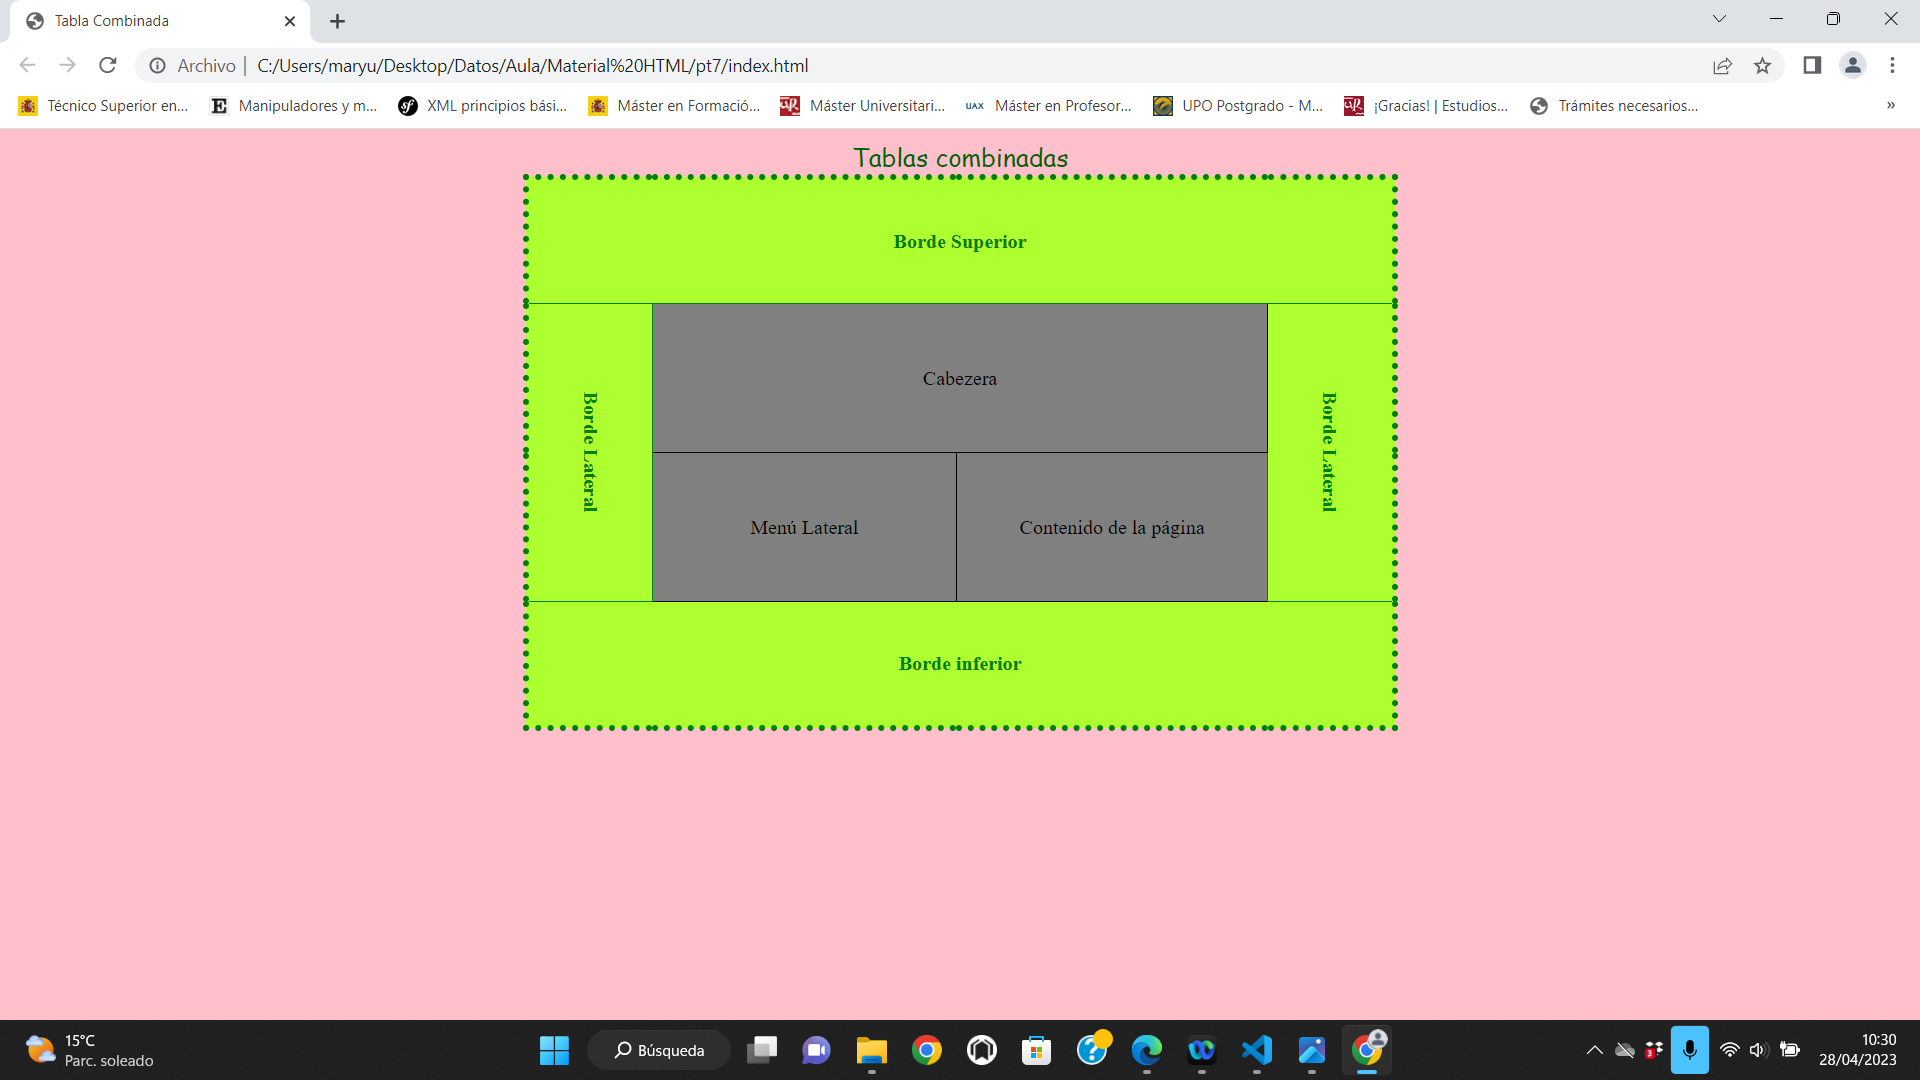 Tabla Combinada
Archivo | C:/Users/maryu/Desktop/Datos/Aula/Material%20HTML/pt7/index.html
Técnico Superior en... Manipuladores y m... XML principios bási... Máster en Formació... Máster Universitari... UAX Máster en Profesor... UPO Postgrado - M... ¡Gracias! | Estudios... Trámites necesarios... »
Tablas combinadas
Borde Superior
Borde Lateral
Cabezera
Borde Lateral
Menú Lateral
Contenido de la página
Borde inferior
15°C
Parc. soleado
Búsqueda
3
10:30
28/04/2023